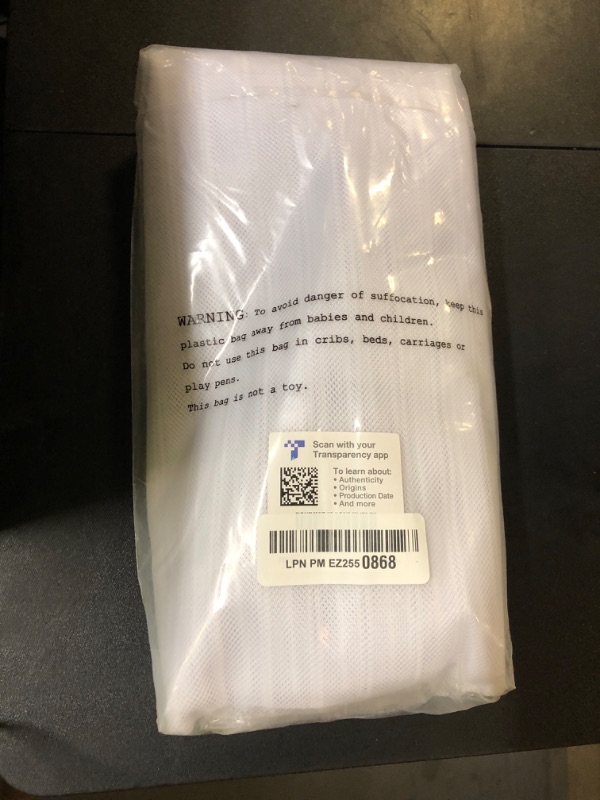 WARNING: To avoid danger of suffocation, keep this
plastic bag away from babies and children.
Do not use this bag in cribs, beds, carriages or
play pens.
This bag is not a toy.
Scan with your
Transparency app
To learn about:
• Authenticity
• Origins
• Production Date
• And more
LPN PM EZ255 0868